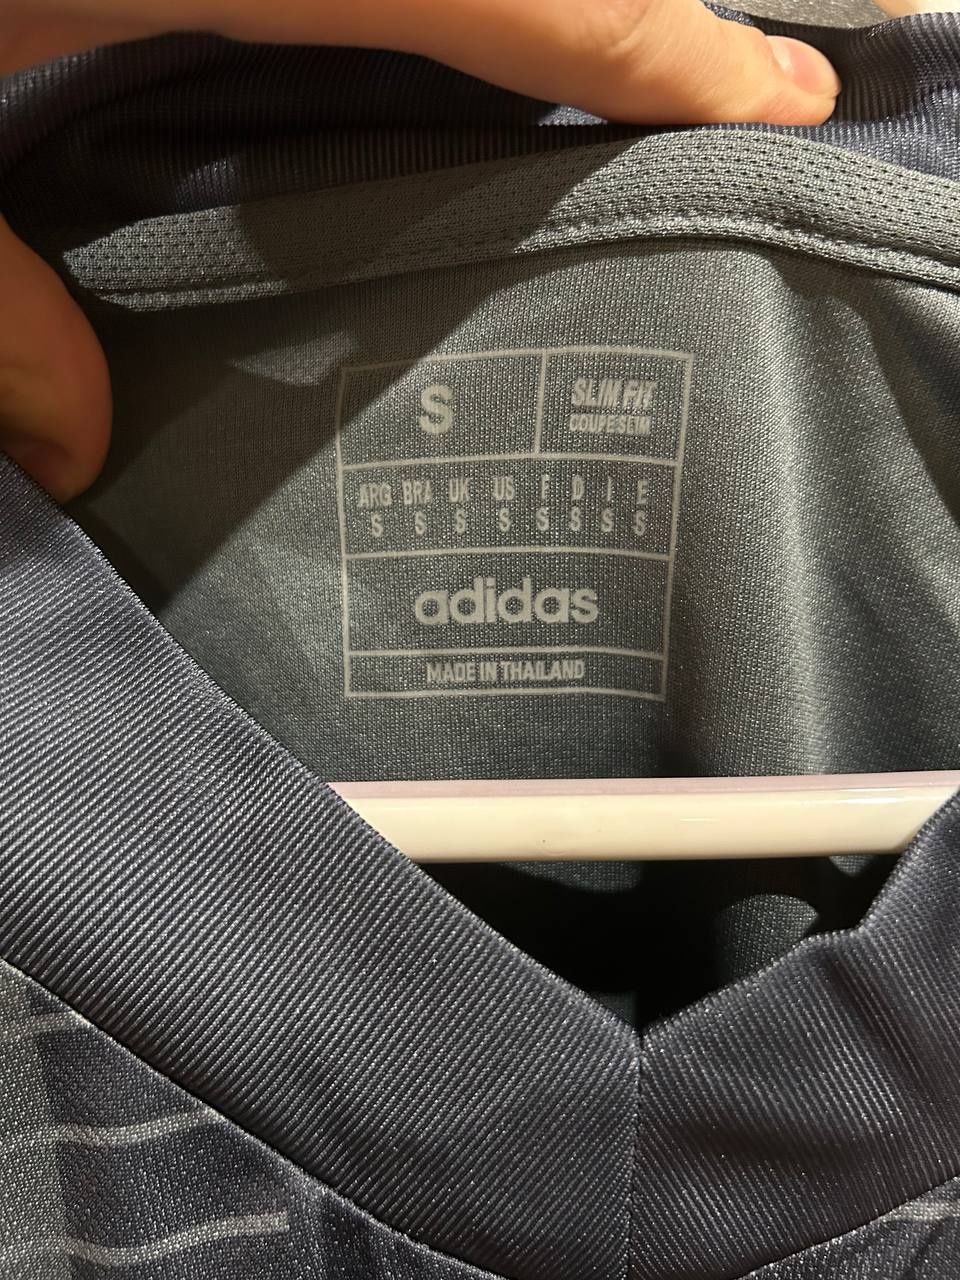 S
SLIM FIT
COUPE SLIM
ARG BRA UK US F D I E
S S S S S S S S
adidas
MADE IN THAILAND